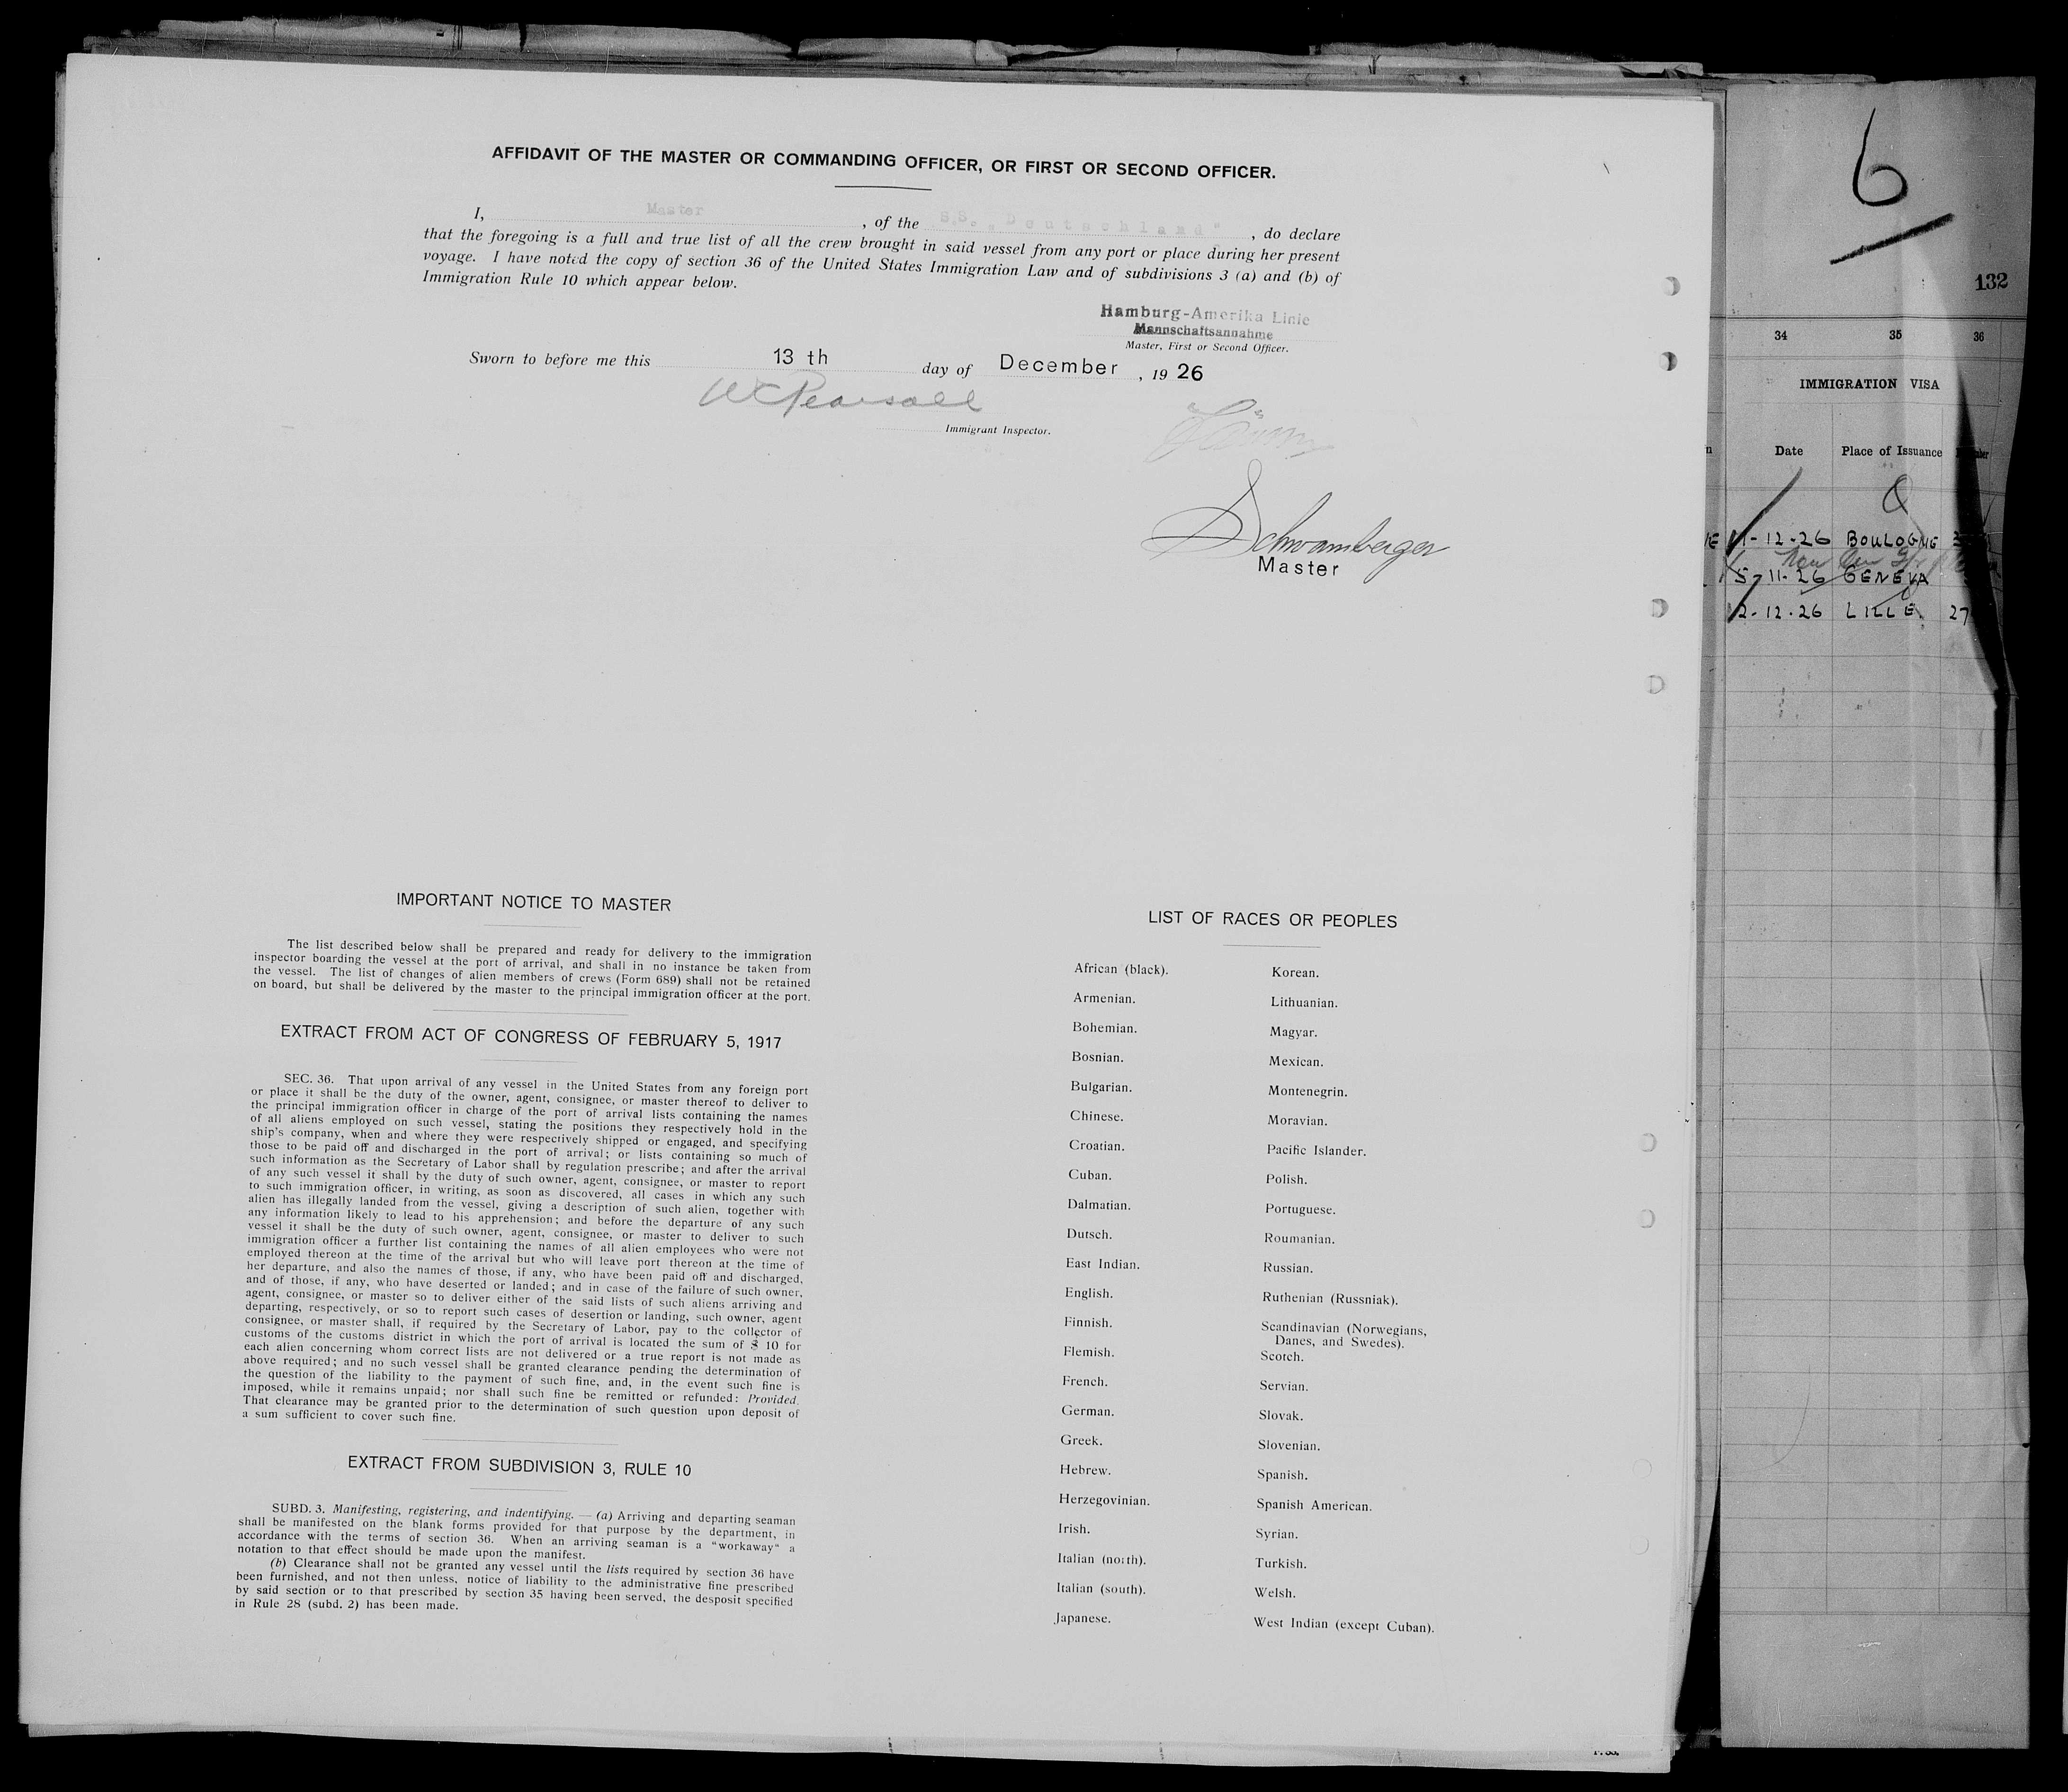 AFFIDAVIT OF THE MASTER OR COMMANDING OFFICER, OR FIRST OR SECOND OFFICER.
I, Master , of the S.S. „Deutschland" , do declare
that the foregoing is a full and true list of all the crew brought in said vessel from any port or place during her present
voyage. I have noted the copy of section 36 of the United States Immigration Law and of subdivisions 3 (a) and (b) of
Immigration Rule 10 which appear below.
Hamburg-Amerika Linie
Mannschaftsannahme
Master, First or Second Officer.
Sworn to before me this 13 th day of December , 19 26
WC Pearsall
Immigrant Inspector.
Schwamberger
Master
IMPORTANT NOTICE TO MASTER
The list described below shall be prepared and ready for delivery to the immigration
inspector boarding the vessel at the port of arrival, and shall in no instance be taken from
the vessel. The list of changes of alien members of crews (Form 689) shall not be retained
on board, but shall be delivered by the master to the principal immigration officer at the port.
EXTRACT FROM ACT OF CONGRESS OF FEBRUARY 5, 1917
SEC. 36. That upon arrival of any vessel in the United States from any foreign port
or place it shall be the duty of the owner, agent, consignee, or master thereof to deliver to
the principal immigration officer in charge of the port of arrival lists containing the names
of all aliens employed on such vessel, stating the positions they respectively hold in the
ship's company, when and where they were respectively shipped or engaged, and specifying
those to be paid off and discharged in the port of arrival; or lists containing so much of
such information as the Secretary of Labor shall by regulation prescribe; and after the arrival
of any such vessel it shall by the duty of such owner, agent, consignee, or master to report
to such immigration officer, in writing, as soon as discovered, all cases in which any such
alien has illegally landed from the vessel, giving a description of such alien, together with
any information likely to lead to his apprehension; and before the departure of any such
vessel it shall be the duty of such owner, agent, consignee, or master to deliver to such
immigration officer a further list containing the names of all alien employees who were not
employed thereon at the time of the arrival but who will leave port thereon at the time of
her departure, and also the names of those, if any, who have been paid off and discharged,
and of those, if any, who have deserted or landed; and in case of the failure of such owner,
agent, consignee, or master so to deliver either of the said lists of such aliens arriving and
departing, respectively, or so to report such cases of desertion or landing, such owner, agent
consignee, or master shall, if required by the Secretary of Labor, pay to the collector of
customs of the customs district in which the port of arrival is located the sum of $ 10 for
each alien concerning whom correct lists are not delivered or a true report is not made as
above required; and no such vessel shall be granted clearance pending the determination of
the question of the liability to the payment of such fine, and, in the event such fine is
imposed, while it remains unpaid; nor shall such fine be remitted or refunded: Provided.
That clearance may be granted prior to the determination of such question upon deposit of
a sum sufficient to cover such fine.
EXTRACT FROM SUBDIVISION 3, RULE 10
SUBD. 3. Manifesting, registering, and indentifying. — (a) Arriving and departing seaman
shall be manifested on the blank forms provided for that purpose by the department, in
accordance with the terms of section 36. When an arriving seaman is a "workaway" a
notation to that effect should be made upon the manifest.
(b) Clearance shall not be granted any vessel until the lists required by section 36 have
been furnished, and not then unless, notice of liability to the administrative fine prescribed
by said section or to that prescribed by section 35 having been served, the desposit specified
in Rule 28 (subd. 2) has been made.
LIST OF RACES OR PEOPLES
African (black).
Armenian.
Bohemian.
Bosnian.
Bulgarian.
Chinese.
Croatian.
Cuban.
Dalmatian.
Dutsch.
East Indian.
English.
Finnish.
Flemish.
French.
German.
Greek.
Hebrew.
Herzegovinian.
Irish.
Italian (north).
Italian (south).
Japanese.
Korean.
Lithuanian.
Magyar.
Mexican.
Montenegrin.
Moravian.
Pacific Islander.
Polish.
Portuguese.
Roumanian.
Russian.
Ruthenian (Russniak).
Scandinavian (Norwegians,
Danes, and Swedes).
Scotch.
Servian.
Slovak.
Slovenian.
Spanish.
Spanish American.
Syrian.
Turkish.
Welsh.
West Indian (except Cuban).
6
132
34 35 36
IMMIGRATION VISA
Date Place of Issuance
1-12-26 BOULOGNE
5-11-26 GENEVA
2-12-26 LILLE 27